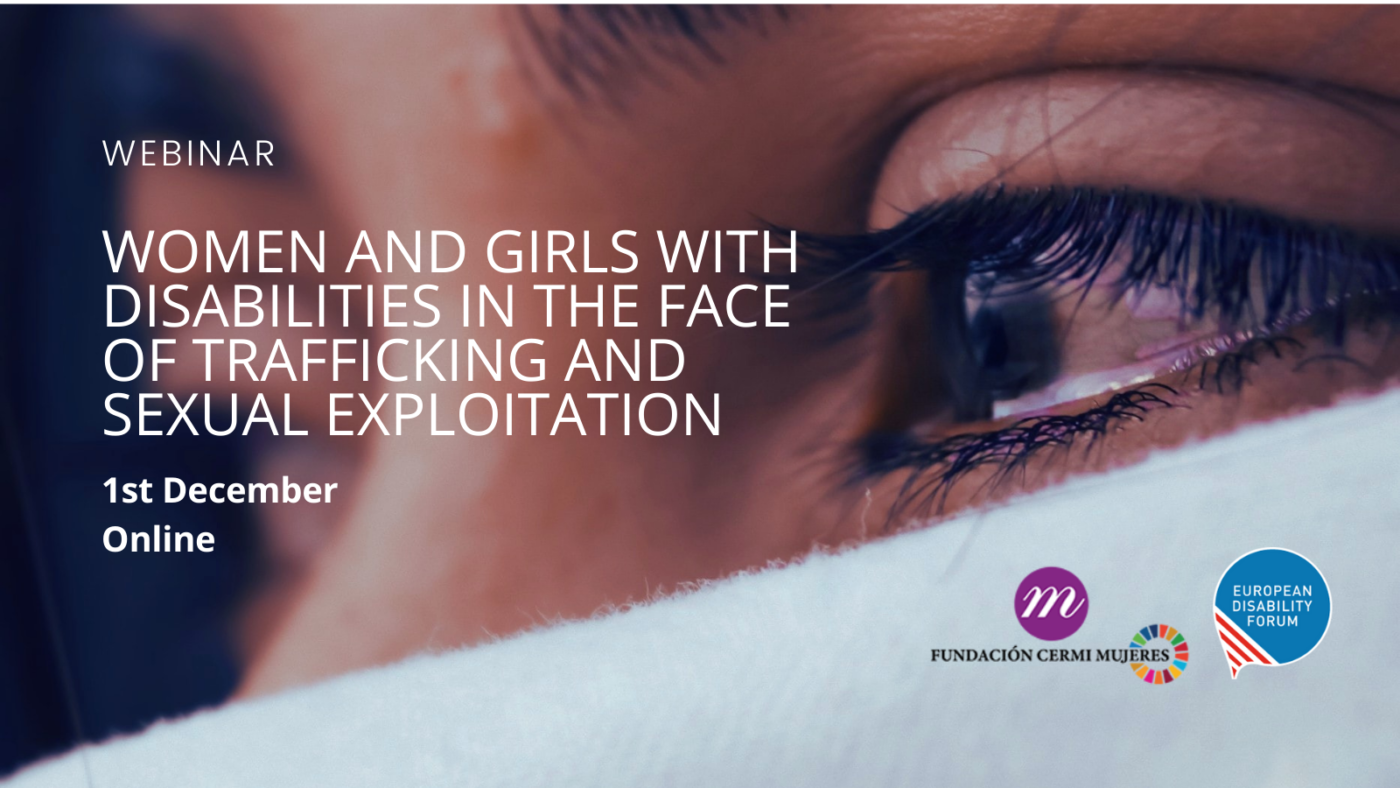 WEBINAR
WOMEN AND GIRLS WITH
DISABILITIES IN THE FACE
OF TRAFFICKING AND
SEXUAL EXPLOITATION
1st December
Online
m
FUNDACIÓN CERMI MUJERES
EUROPEAN
DISABILITY
FORUM